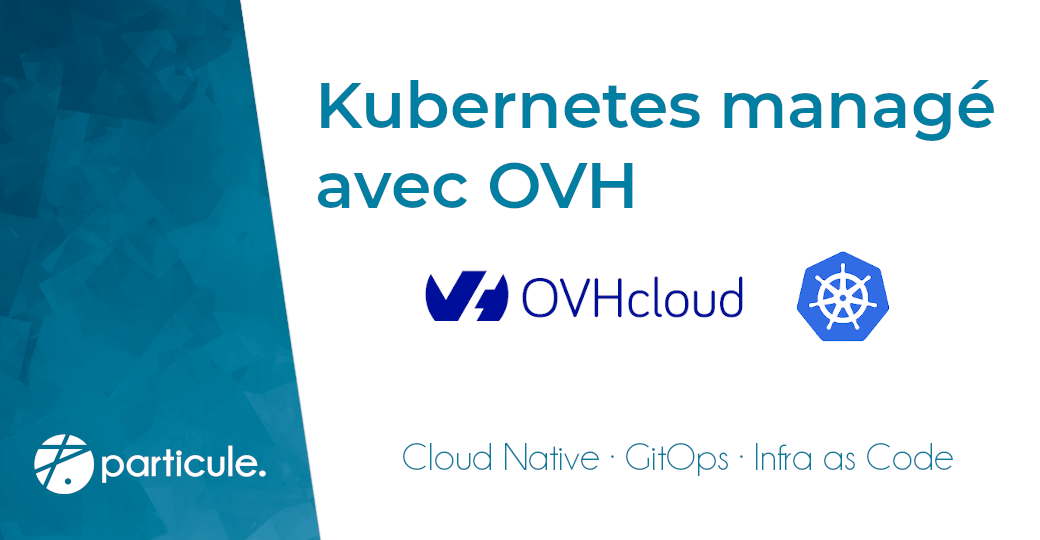 Kubernetes managé
avec OVH
OVHcloud
particule.
Cloud Native · GitOps · Infra as Code